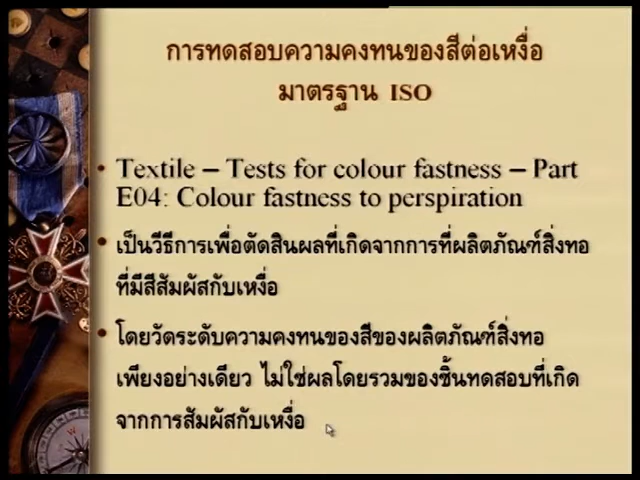 การทดสอบความคงทนของสีต่อเหงื่อ
มาตรฐาน ISO
• Textile – Tests for colour fastness – Part
E04: Colour fastness to perspiration
• เป็นวีธีการเพื่อตัดสินผลที่เกิดจากการที่ผลิตภัณฑ์สิ่งทอ
ที่มีสีสัมผัสกับเหงื่อ
• โดยวัดระดับความคงทนของสีของผลิตภัณฑ์สิ่งทอ
เพียงอย่างเดียว ไม่ใช่ผลโดยรวมของชิ้นทดสอบที่เกิด
จากการสัมผัสกับเหงื่อ